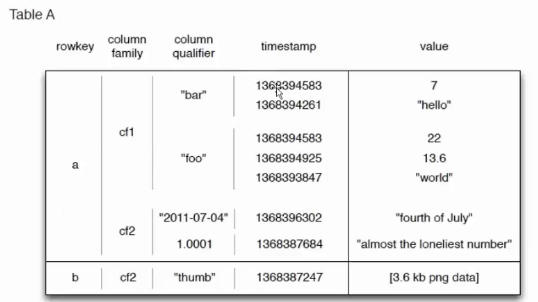 Table A
rowkey column family column qualifier timestamp value
a cf1 "bar" 1368394583 7
1368394261 "hello"
"foo" 1368394583 22
1368394925 13.6
1368393847 "world"
cf2 "2011-07-04" 1368396302 "fourth of July"
1.0001 1368387684 "almost the loneliest number"
b cf2 "thumb" 1368387247 [3.6 kb png data]